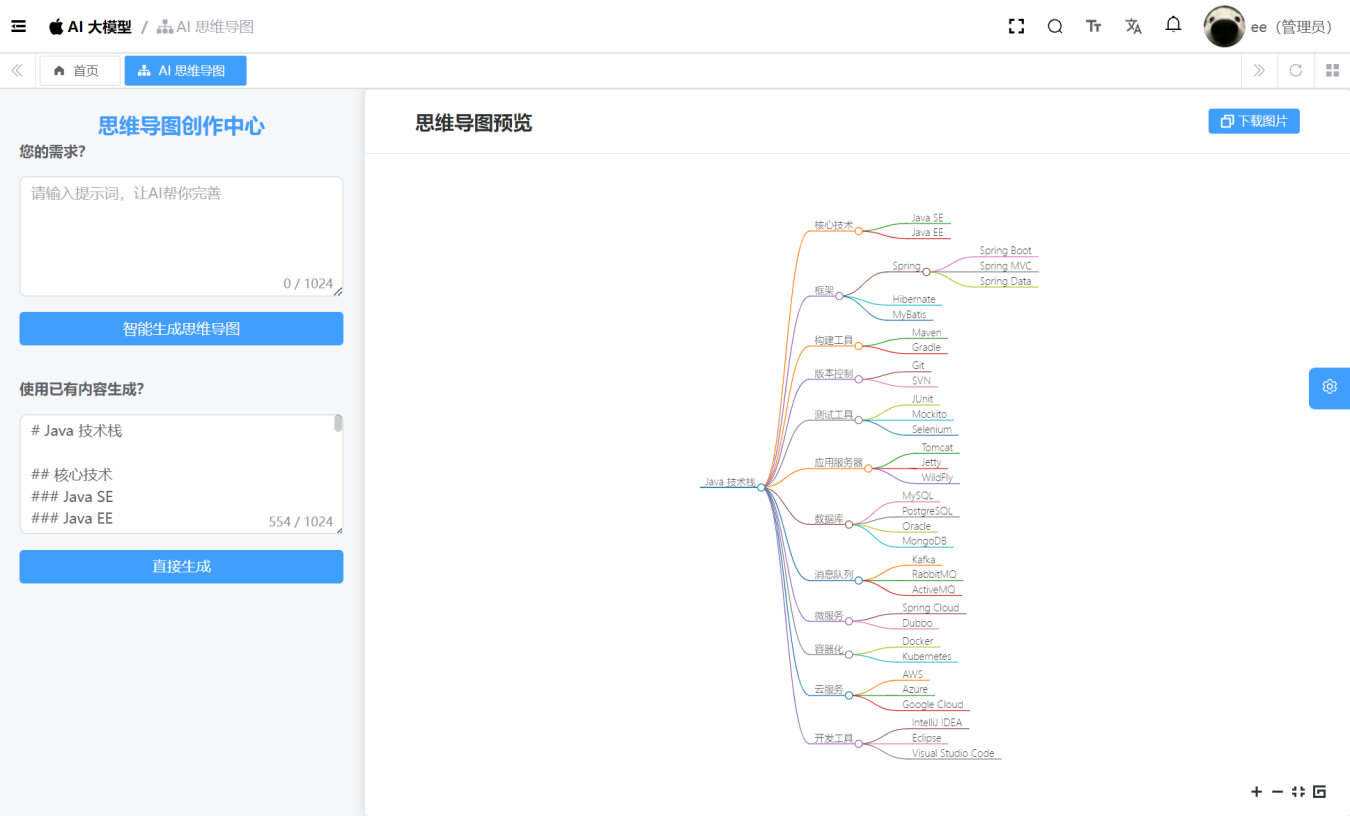 AI 大模型 / AI 思维导图
ee（管理员）
首页
AI 思维导图
思维导图创作中心
您的需求?
请输入提示词，让AI帮你完善
0 / 1024
智能生成思维导图
使用已有内容生成?
# Java 技术栈
## 核心技术
### Java SE
### Java EE
554 / 1024
直接生成
思维导图预览
下载图片
Java 技术栈
核心技术
Java SE
Java EE
框架
Spring
Spring Boot
Spring MVC
Spring Data
Hibernate
MyBatis
构建工具
Maven
Gradle
版本控制
Git
SVN
测试工具
JUnit
Mockito
Selenium
应用服务器
Tomcat
Jetty
WildFly
数据库
MySQL
PostgreSQL
Oracle
MongoDB
消息队列
Kafka
RabbitMQ
ActiveMQ
微服务
Spring Cloud
Dubbo
容器化
Docker
Kubernetes
云服务
AWS
Azure
Google Cloud
开发工具
IntelliJ IDEA
Eclipse
Visual Studio Code